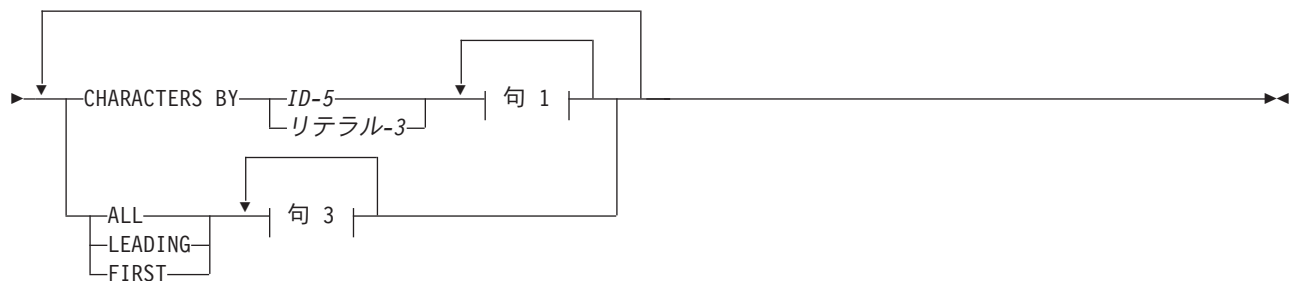 CHARACTERS BY ID-5 句 1
リテラル-3
ALL 句 3
LEADING
FIRST